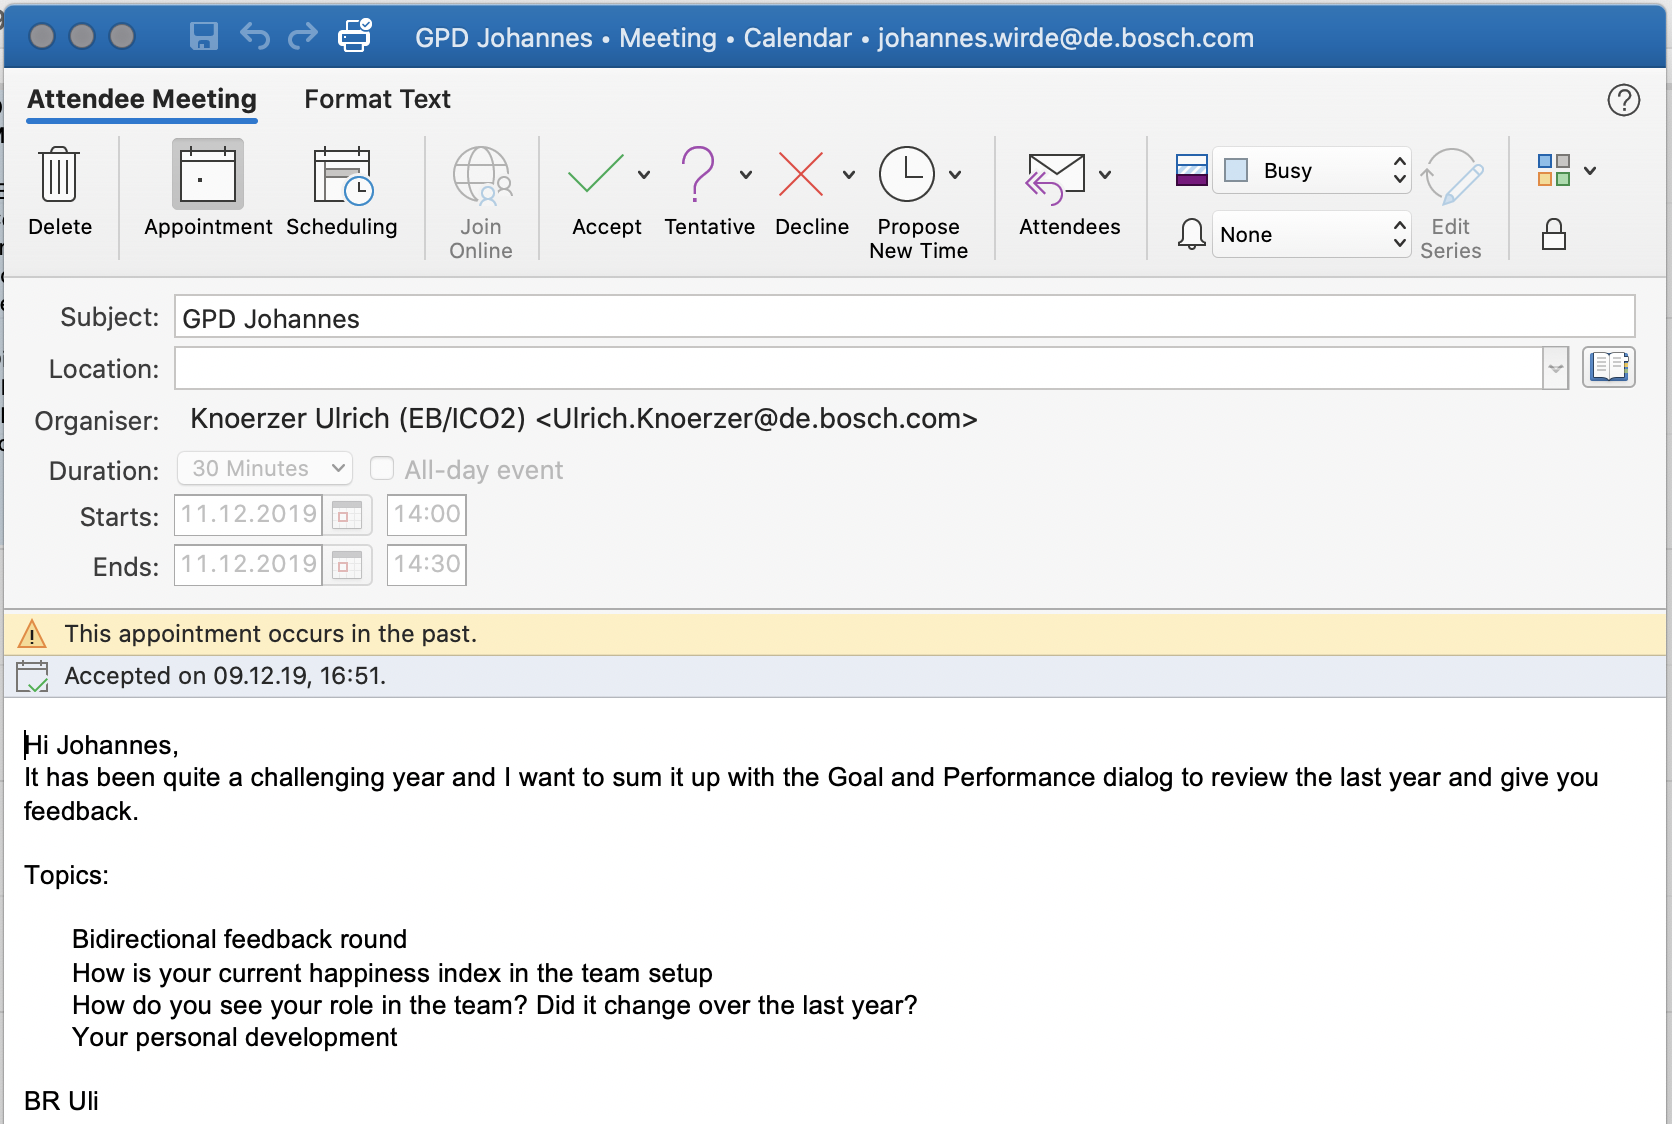 GPD Johannes • Meeting • Calendar • johannes.wirde@de.bosch.com
Attendee Meeting
Format Text
Delete
Appointment
Scheduling
Join
Online
Accept
Tentative
Decline
Propose
New Time
Attendees
Busy
None
Edit
Series
Subject: GPD Johannes
Location:
Organiser: Knoerzer Ulrich (EB/ICO2) <Ulrich.Knoerzer@de.bosch.com>
Duration: 30 Minutes All-day event
Starts: 11.12.2019 14:00
Ends: 11.12.2019 14:30
This appointment occurs in the past.
Accepted on 09.12.19, 16:51.
Hi Johannes,
It has been quite a challenging year and I want to sum it up with the Goal and Performance dialog to review the last year and give you
feedback.
Topics:
Bidirectional feedback round
How is your current happiness index in the team setup
How do you see your role in the team? Did it change over the last year?
Your personal development
BR Uli